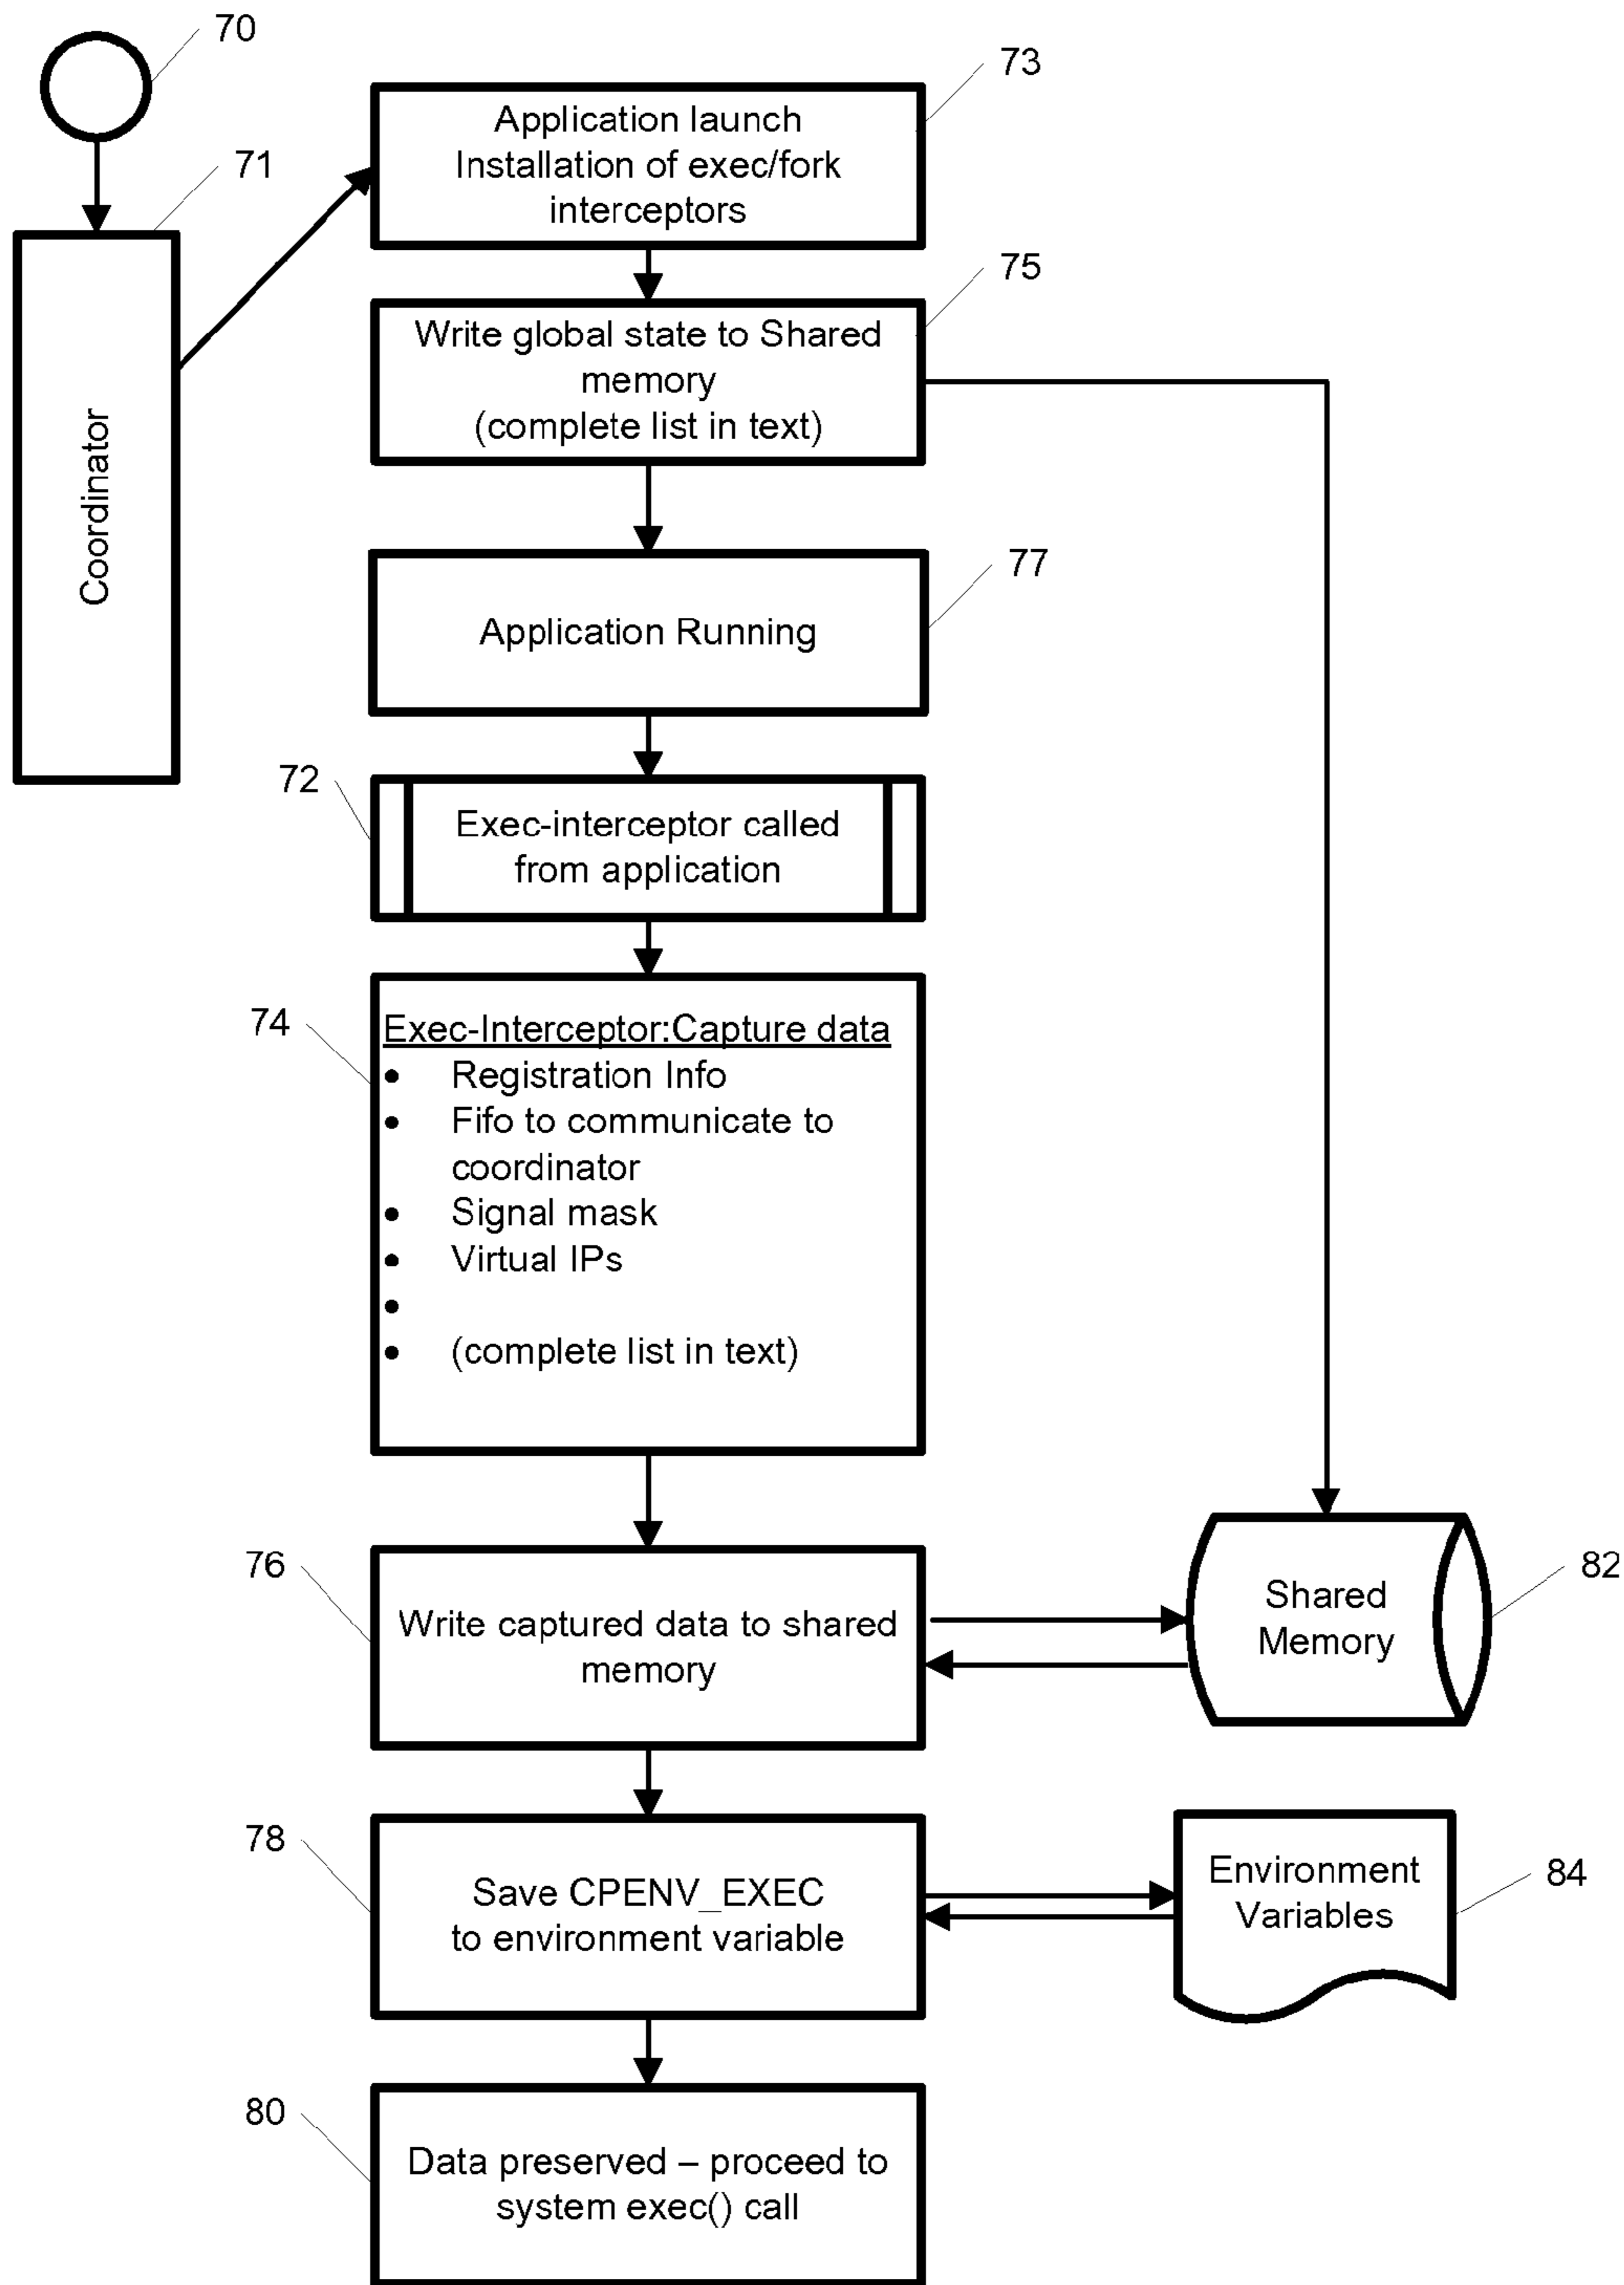 70
71
Coordinator
73
Application launch
Installation of exec/fork
interceptors
75
Write global state to Shared
memory
(complete list in text)
77
Application Running
72
Exec-interceptor called
from application
74
Exec-Interceptor:Capture data
• Registration Info
• Fifo to communicate to
coordinator
• Signal mask
• Virtual IPs
•
• (complete list in text)
76
Write captured data to shared
memory
Shared
Memory
82
78
Save CPENV_EXEC
to environment variable
Environment
Variables
84
80
Data preserved – proceed to
system exec() call